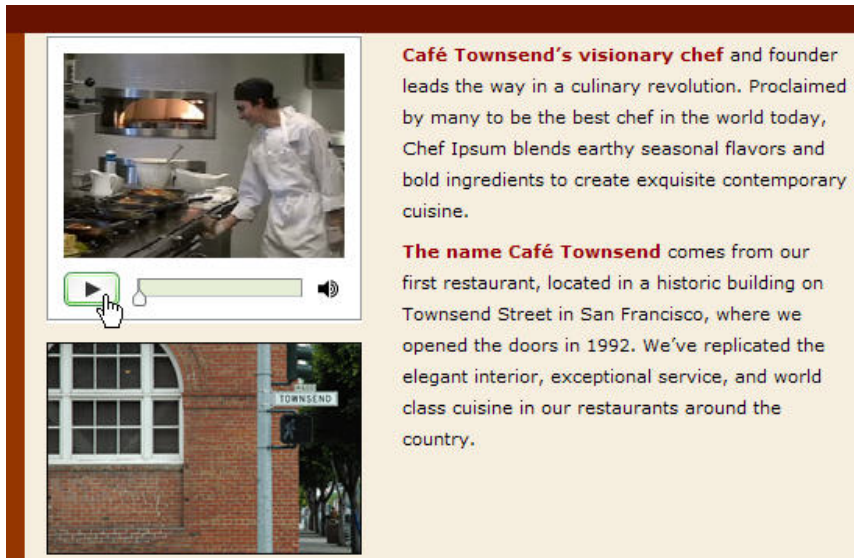 Café Townsend’s visionary chef and founder
leads the way in a culinary revolution. Proclaimed
by many to be the best chef in the world today,
Chef Ipsum blends earthy seasonal flavors and
bold ingredients to create exquisite contemporary
cuisine.
The name Café Townsend comes from our
first restaurant, located in a historic building on
Townsend Street in San Francisco, where we
opened the doors in 1992. We’ve replicated the
elegant interior, exceptional service, and world
class cuisine in our restaurants around the
country.
TOWNSEND